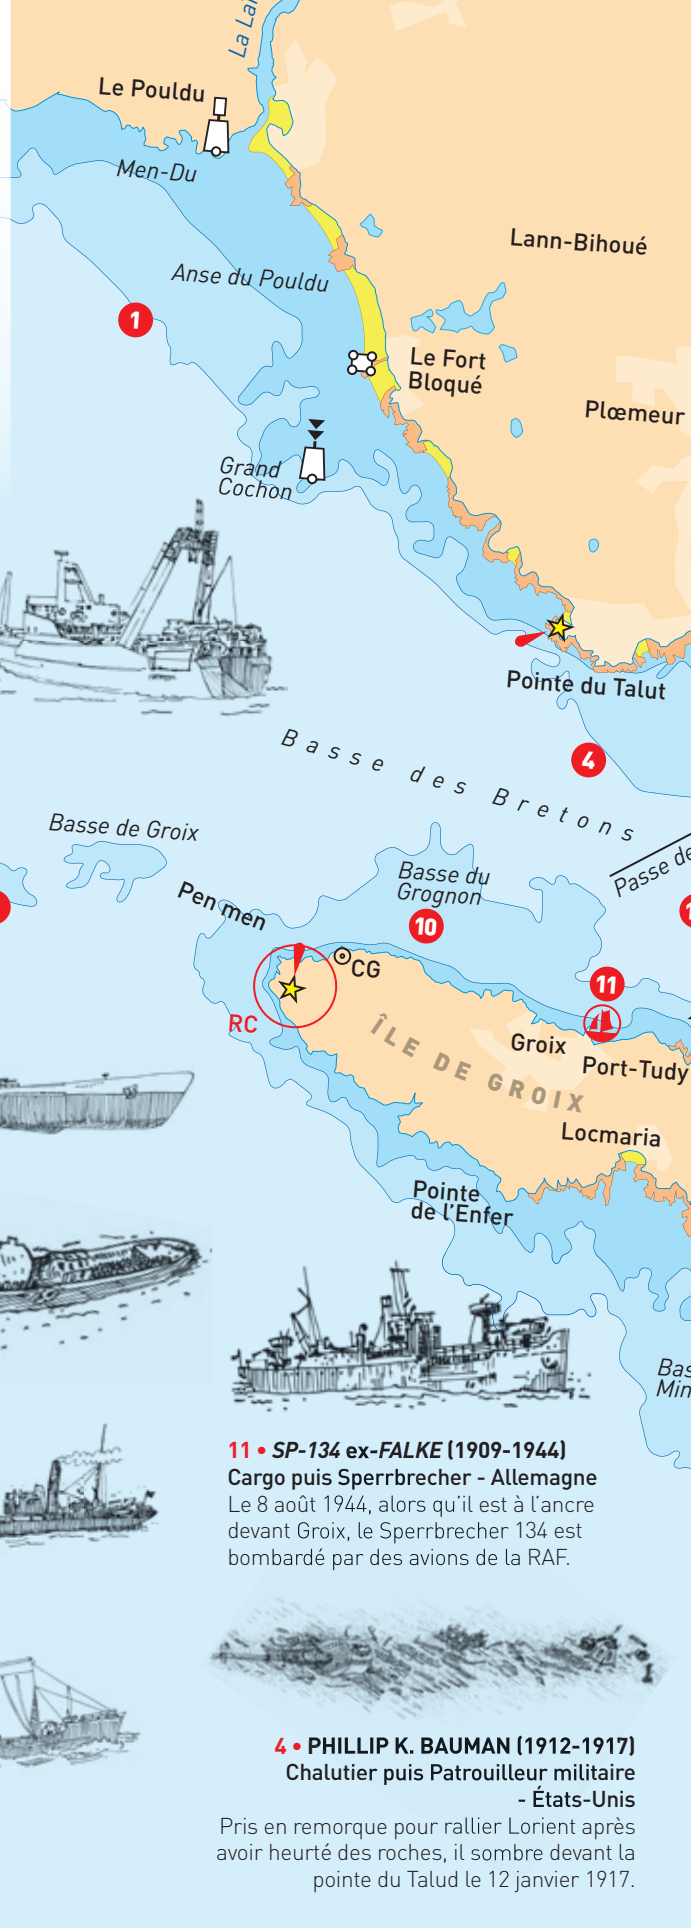 La Laï
Le Pouldu
Men-Du
Lann-Bihoué
Anse du Pouldu
1
Le Fort
Bloqué
Plœmeur
Grand
Cochon
Pointe du Talut
Basse des Bretons
4
Basse de Groix
Passe de
Basse du
Grognon
Pen men
10
CG
11
RC
ÎLE DE GROIX
Groix
Port-Tudy
Locmaria
Pointe
de l'Enfer
Bas
Min
11 • SP-134 ex-FALKE (1909-1944)
Cargo puis Sperrbrecher - Allemagne
Le 8 août 1944, alors qu'il est à l'ancre
devant Groix, le Sperrbrecher 134 est
bombardé par des avions de la RAF.
4 • PHILLIP K. BAUMAN (1912-1917)
Chalutier puis Patrouilleur militaire
- États-Unis
Pris en remorque pour rallier Lorient après
avoir heurté des roches, il sombre devant la
pointe du Talud le 12 janvier 1917.